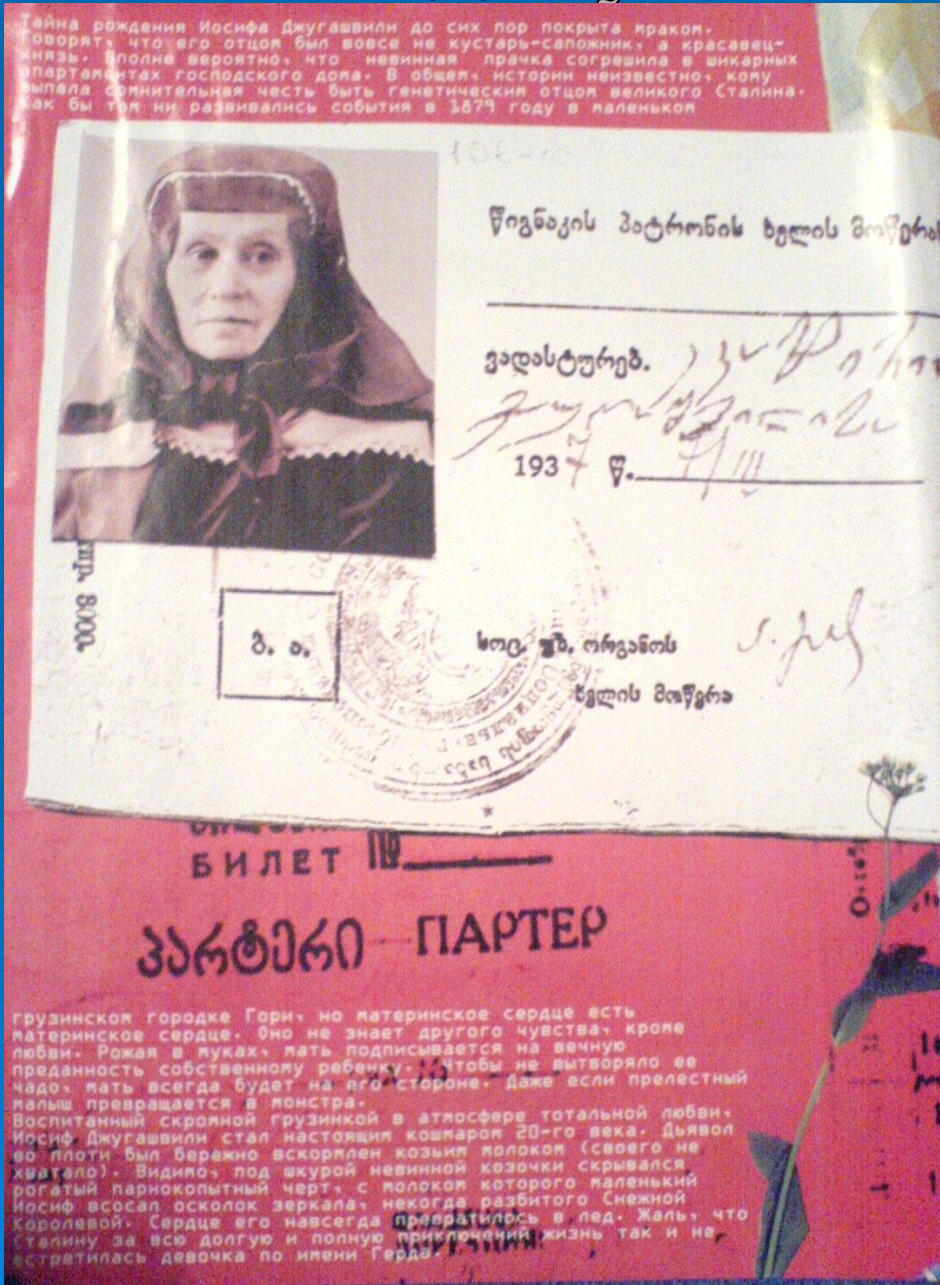 Тайна рождения Иосифа Джугашвили до сих пор покрыта мраком.
Говорят, что его отцом был вовсе не кустарь-сапожник, а красавец-
князь. Вполне вероятно, что невинная прачка согрешила в шикарных
апартаментах господского дома. В общем, истории неизвестно, кому
выпала сомнительная честь быть генетическим отцом великого Сталина.
Как бы там ни развивались события в 1879 году в маленьком
წიგნაკის პატრონის ხელის მოწერას
ვადასტურებ.
1937 წ. 7/III
ბ. ა.
სოც. უზ. ორგანოს
ხელის მოწერა
БИЛЕТ №
პარტერი ПАРТЕР
грузинском городке Гори, но материнское сердце есть
материнское сердце. Оно не знает другого чувства, кроме
любви. Рожая в муках, мать подписывается на вечную
преданность собственному ребенку. Чтобы не вытворяло ее
чадо, мать всегда будет на его стороне. Даже если прелестный
малыш превращается в монстра.
Воспитанный скромной грузинкой в атмосфере тотальной любви,
Иосиф Джугашвили стал настоящим кошмаром 20-го века. Дьявол
во плоти был бережно вскормлен козьим молоком (своего не
хватало). Видимо, под шкурой невинной козочки скрывался
рогатый парнокопытный черт, с молоком которого маленький
Иосиф всосал осколок зеркала, некогда разбитого Снежной
Королевой. Сердце его навсегда превратилось в лед. Жаль, что
Сталину за всю долгую и полную приключений жизнь так и не
встретилась девочка по имени Герда.